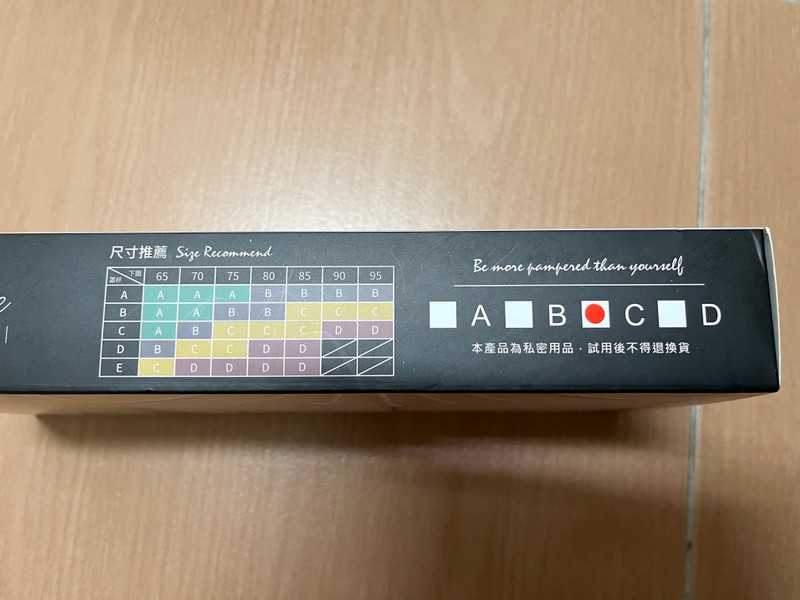 尺寸推薦 Size Recommend
下圍 65 70 75 80 85 90 95
罩杯
A A A A B B B B
B A A B B C C C
C A B C C C D D
D B C C D D
E C D D D D
Be more pampered than yourself
A B C D
本產品為私密用品，試用後不得退換貨